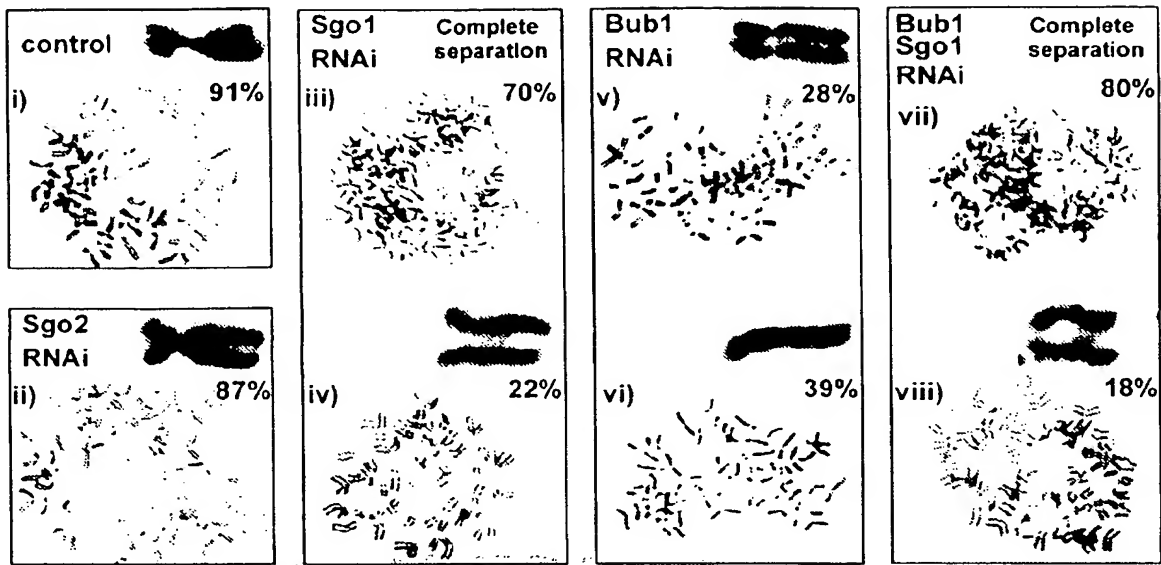 control
i)
91%
Sgo2
RNAi
ii)
87%
Sgo1 Complete
RNAi separation
iii)
70%
iv)
22%
Bub1
RNAi
v)
28%
vi)
39%
Bub1 Complete
Sgo1 separation
RNAi
vii)
80%
viii)
18%